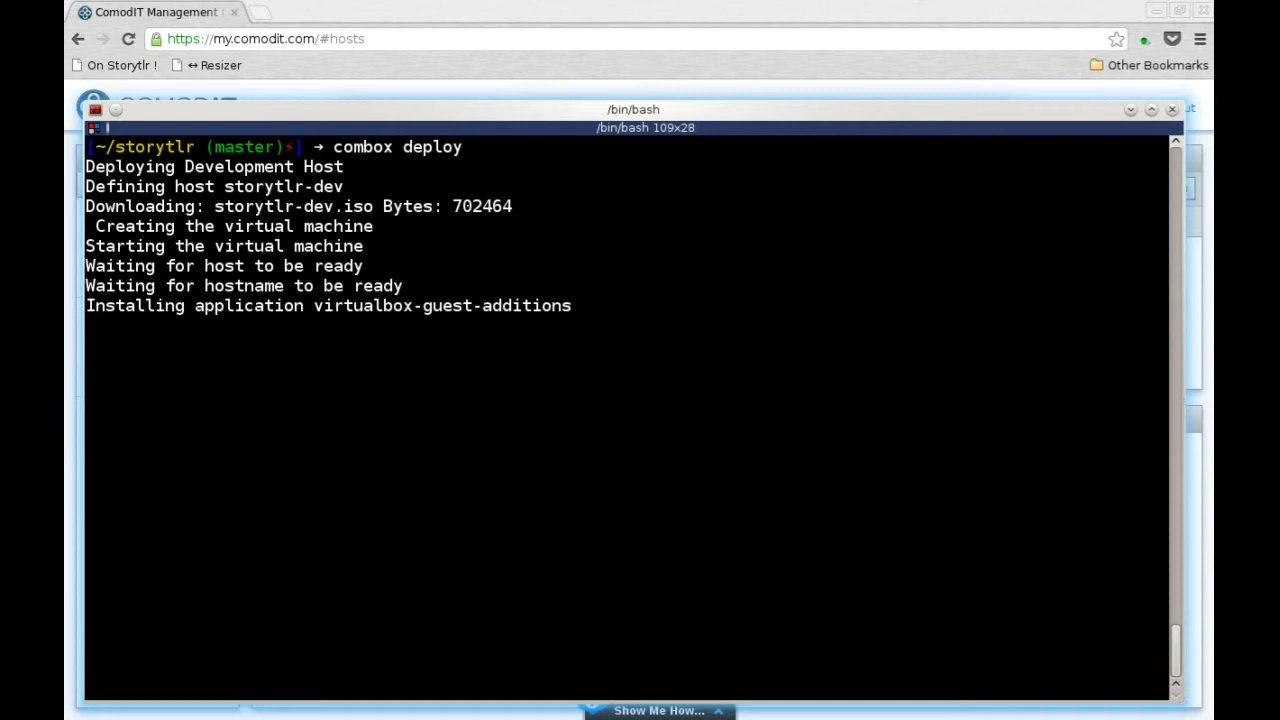 ComodIT Management
https://my.comodit.com/#hosts
On Storytlr !
↔ Resizer
Other Bookmarks
/bin/bash
/bin/bash 109x28
[~/storytlr (master)⚡] → combox deploy
Deploying Development Host
Defining host storytlr-dev
Downloading: storytlr-dev.iso Bytes: 702464
Creating the virtual machine
Starting the virtual machine
Waiting for host to be ready
Waiting for hostname to be ready
Installing application virtualbox-guest-additions
Show Me How...